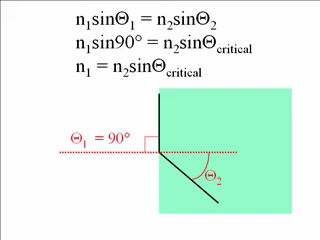 n₁sinΘ₁ = n₂sinΘ₂
n₁sin90° = n₂sinΘcritical
n₁ = n₂sinΘcritical
Θ₁ = 90°
Θ₂